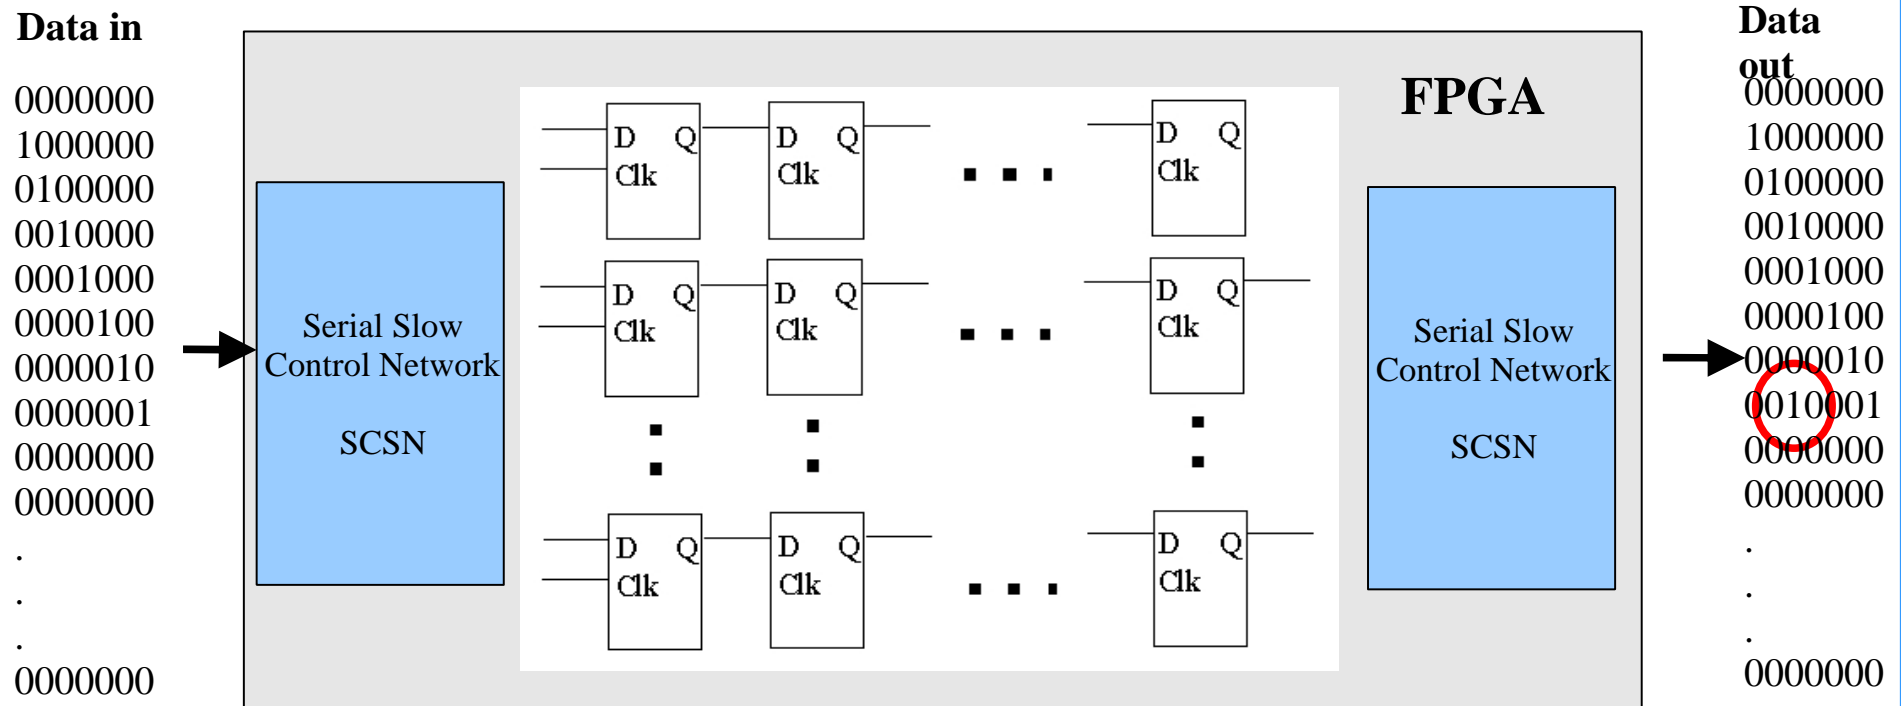 Data in
0000000
1000000
0100000
0010000
0001000
0000100
0000010
0000001
0000000
0000000
.
.
.
0000000
Serial Slow
Control Network
SCSN
FPGA
D Q D Q D Q
Clk Clk Clk
D Q D Q D Q
Clk Clk Clk
D Q D Q D Q
Clk Clk Clk
Serial Slow
Control Network
SCSN
Data
out
0000000
1000000
0100000
0010000
0001000
0000100
0000010
0010001
0000000
0000000
.
.
.
0000000